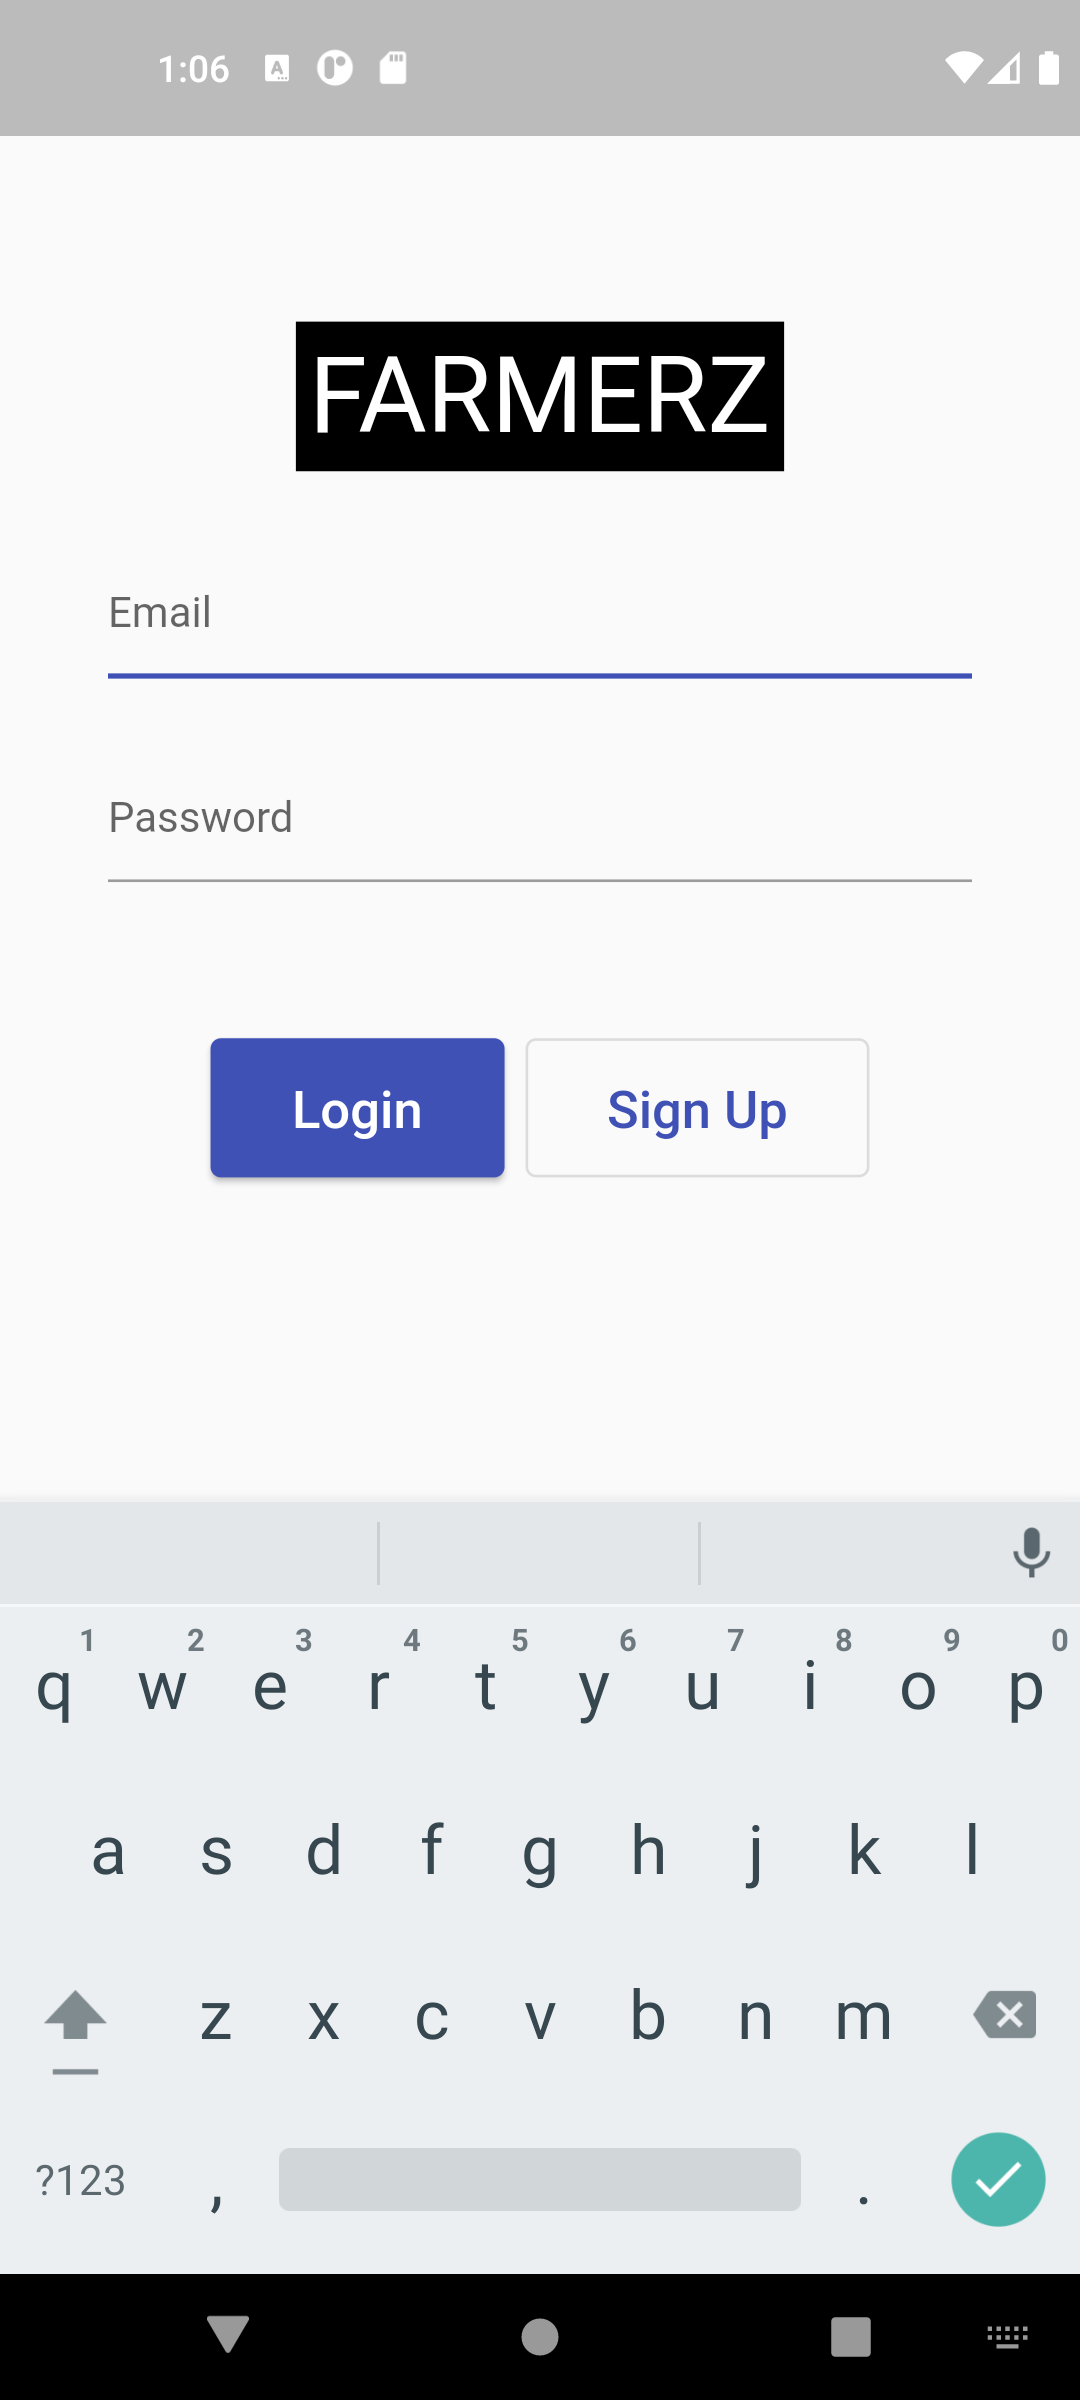 1:06
FARMERZ
Email
Password
Login Sign Up
1 2 3 4 5 6 7 8 9 0
q w e r t y u i o p
a s d f g h j k l
z x c v b n m
?123 , .